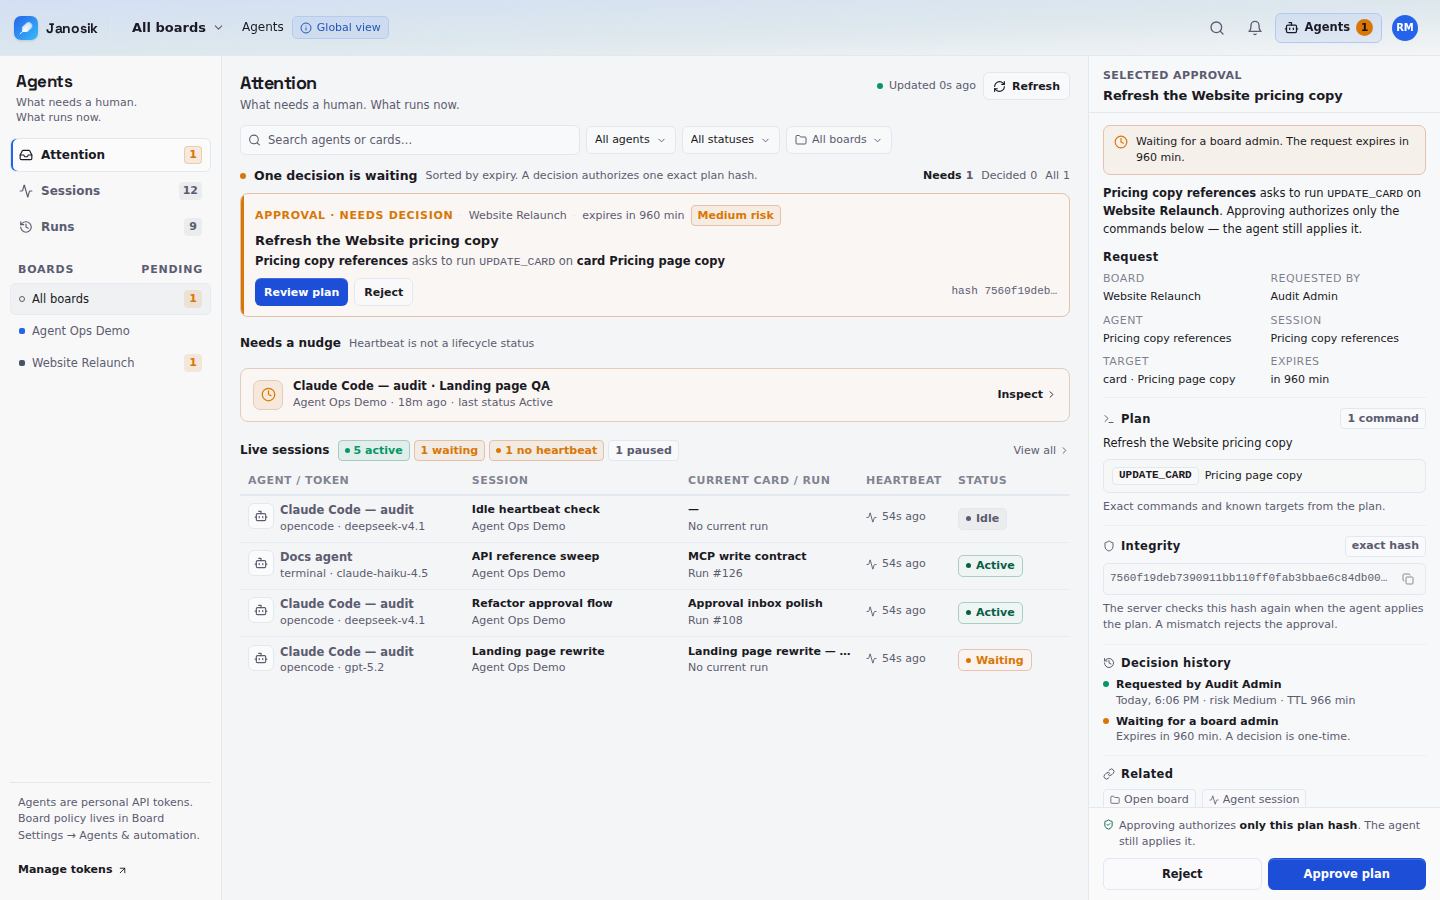 Janosik
All boards
Agents
Global view
Agents 1
RM
Agents
What needs a human.
What runs now.
Attention 1
Sessions 12
Runs 9
BOARDS PENDING
All boards 1
Agent Ops Demo
Website Relaunch 1
Agents are personal API tokens.
Board policy lives in Board
Settings → Agents & automation.
Manage tokens
Attention
What needs a human. What runs now.
Updated 0s ago
Refresh
Search agents or cards…
All agents
All statuses
All boards
One decision is waiting Sorted by expiry. A decision authorizes one exact plan hash.
Needs 1 Decided 0 All 1
APPROVAL · NEEDS DECISION Website Relaunch expires in 960 min Medium risk
Refresh the Website pricing copy
Pricing copy references asks to run UPDATE_CARD on card Pricing page copy
Review plan
Reject
hash 7560f19deb…
Needs a nudge Heartbeat is not a lifecycle status
Claude Code — audit · Landing page QA
Agent Ops Demo · 18m ago · last status Active
Inspect
Live sessions 5 active 1 waiting 1 no heartbeat 1 paused
View all
AGENT / TOKEN SESSION CURRENT CARD / RUN HEARTBEAT STATUS
Claude Code — audit Idle heartbeat check — 54s ago Idle
opencode · deepseek-v4.1 Agent Ops Demo No current run
Docs agent API reference sweep MCP write contract 54s ago Active
terminal · claude-haiku-4.5 Agent Ops Demo Run #126
Claude Code — audit Refactor approval flow Approval inbox polish 54s ago Active
opencode · deepseek-v4.1 Agent Ops Demo Run #108
Claude Code — audit Landing page rewrite Landing page rewrite — … 54s ago Waiting
opencode · gpt-5.2 Agent Ops Demo No current run
SELECTED APPROVAL
Refresh the Website pricing copy
Waiting for a board admin. The request expires in
960 min.
Pricing copy references asks to run UPDATE_CARD on
Website Relaunch. Approving authorizes only the
commands below — the agent still applies it.
Request
BOARD REQUESTED BY
Website Relaunch Audit Admin
AGENT SESSION
Pricing copy references Pricing copy references
TARGET EXPIRES
card · Pricing page copy in 960 min
Plan 1 command
Refresh the Website pricing copy
UPDATE_CARD Pricing page copy
Exact commands and known targets from the plan.
Integrity exact hash
7560f19deb7390911bb110ff0fab3bbae6c84db00…
The server checks this hash again when the agent applies
the plan. A mismatch rejects the approval.
Decision history
Requested by Audit Admin
Today, 6:06 PM · risk Medium · TTL 966 min
Waiting for a board admin
Expires in 960 min. A decision is one-time.
Related
Open board Agent session
Approving authorizes only this plan hash. The agent
still applies it.
Reject
Approve plan